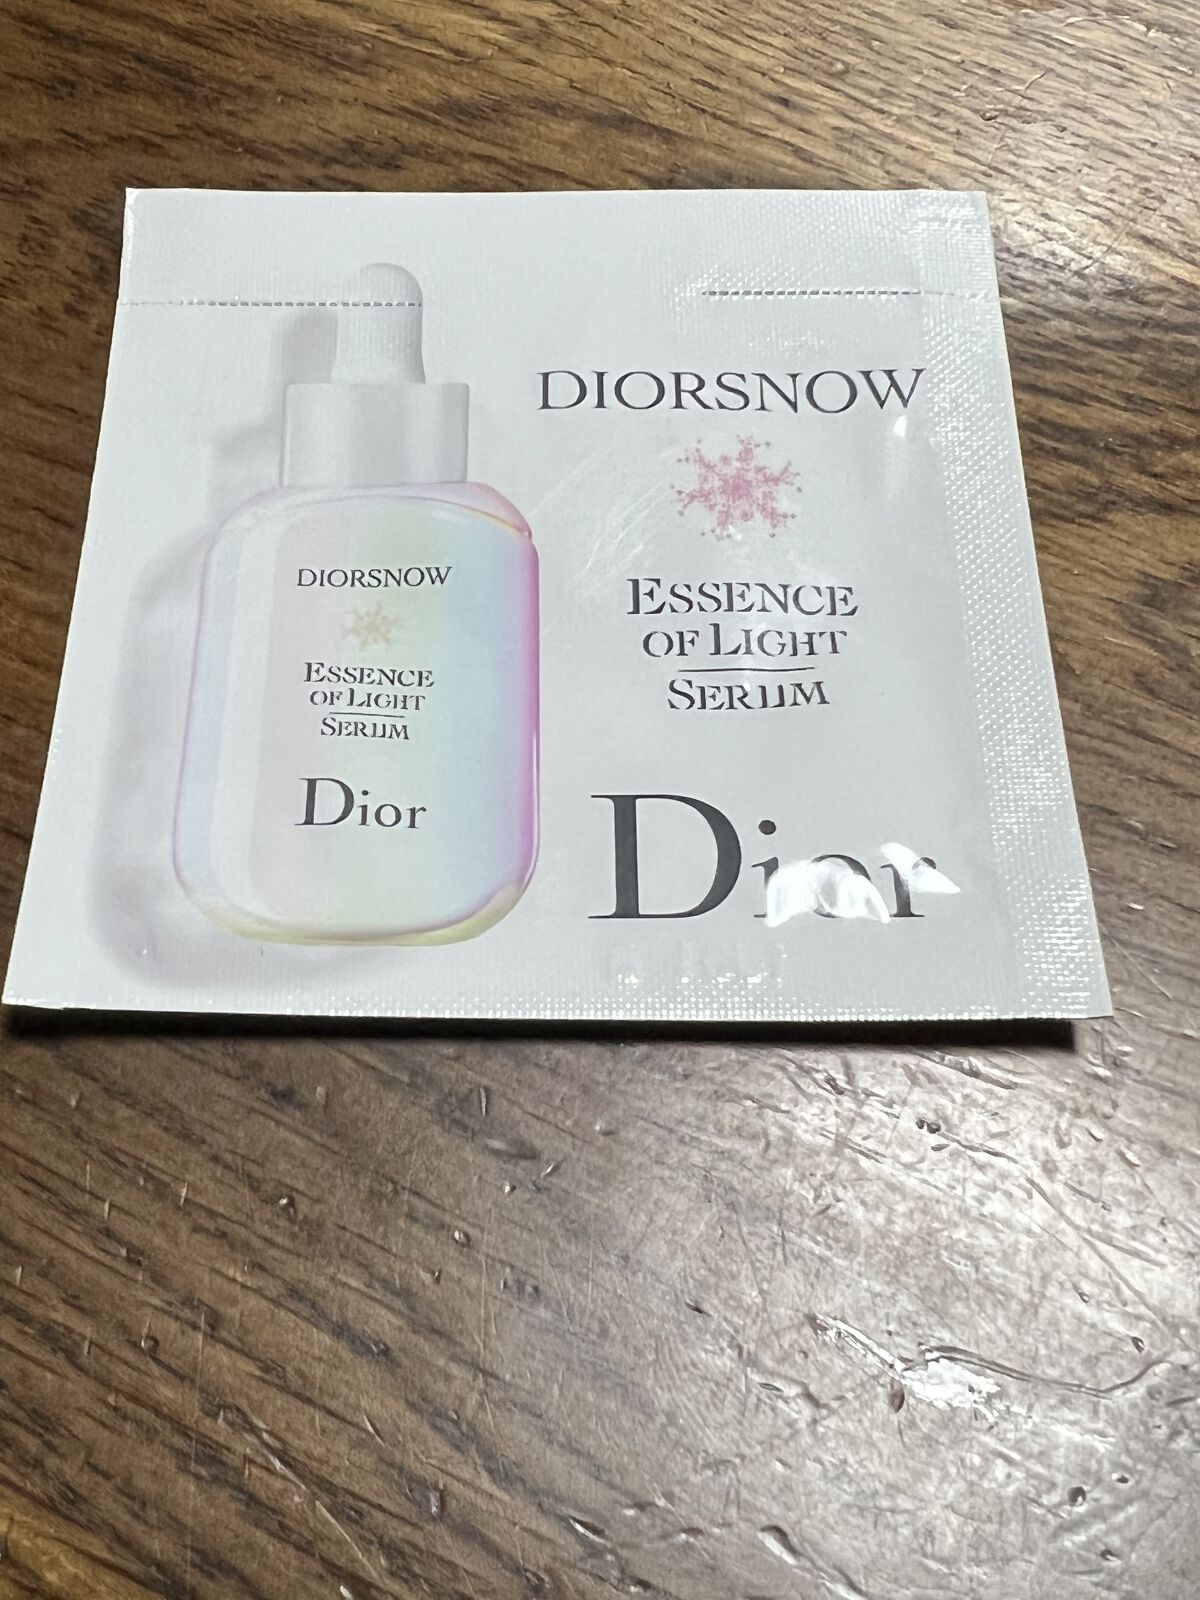 DIORSNOW
ESSENCE
OF LIGHT
SERUM
Dior
DIORSNOW
ESSENCE
OF LIGHT
SERUM
Dior